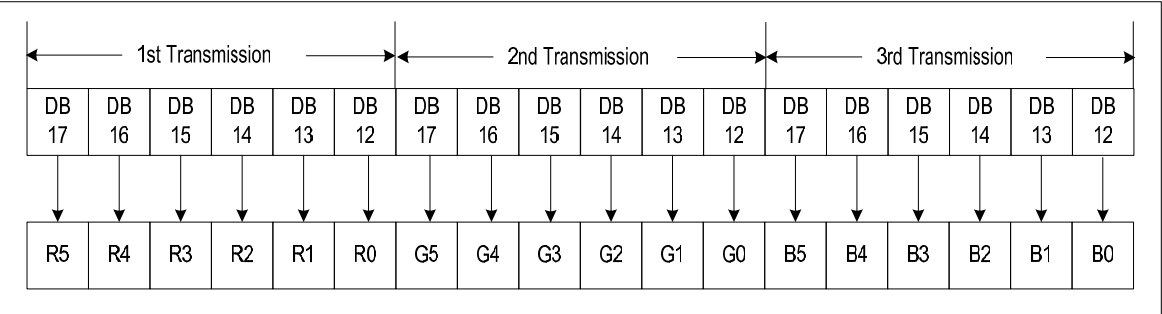 1st Transmission 2nd Transmission 3rd Transmission
DB DB DB DB DB DB DB DB DB DB DB DB DB DB DB DB DB DB
17 16 15 14 13 12 17 16 15 14 13 12 17 16 15 14 13 12
R5 R4 R3 R2 R1 R0 G5 G4 G3 G2 G1 G0 B5 B4 B3 B2 B1 B0